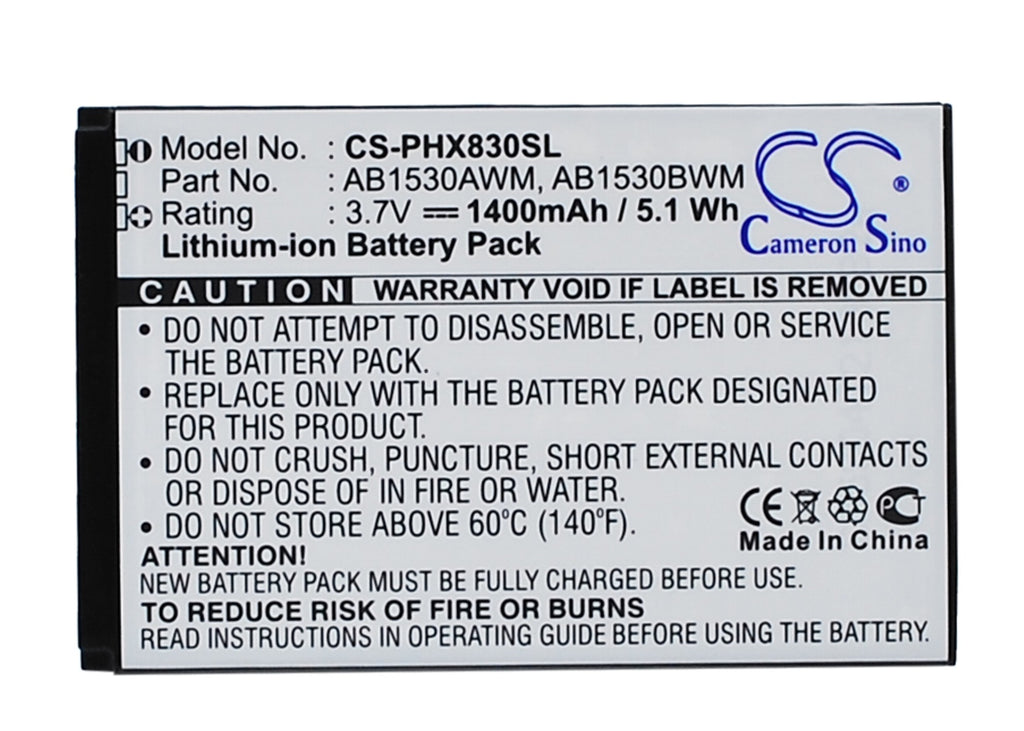 Model No. : CS-PHX830SL
Part No. : AB1530AWM, AB1530BWM
Rating : 3.7V 1400mAh / 5.1 Wh
Lithium-ion Battery Pack
CS ®
Cameron Sino
CAUTION WARRANTY VOID IF LABEL IS REMOVED
• DO NOT ATTEMPT TO DISASSEMBLE, OPEN OR SERVICE
THE BATTERY PACK.
• REPLACE ONLY WITH THE BATTERY PACK DESIGNATED
FOR THIS PRODUCT.
• DO NOT CRUSH, PUNCTURE, SHORT EXTERNAL CONTACTS
OR DISPOSE OF IN FIRE OR WATER.
• DO NOT STORE ABOVE 60°C (140°F).
CE PCT
Made In China
ATTENTION!
NEW BATTERY PACK MUST BE FULLY CHARGED BEFORE USE.
TO REDUCE RISK OF FIRE OR BURNS
READ INSTRUCTIONS IN OPERATING GUIDE BEFORE USING THE BATTERY.